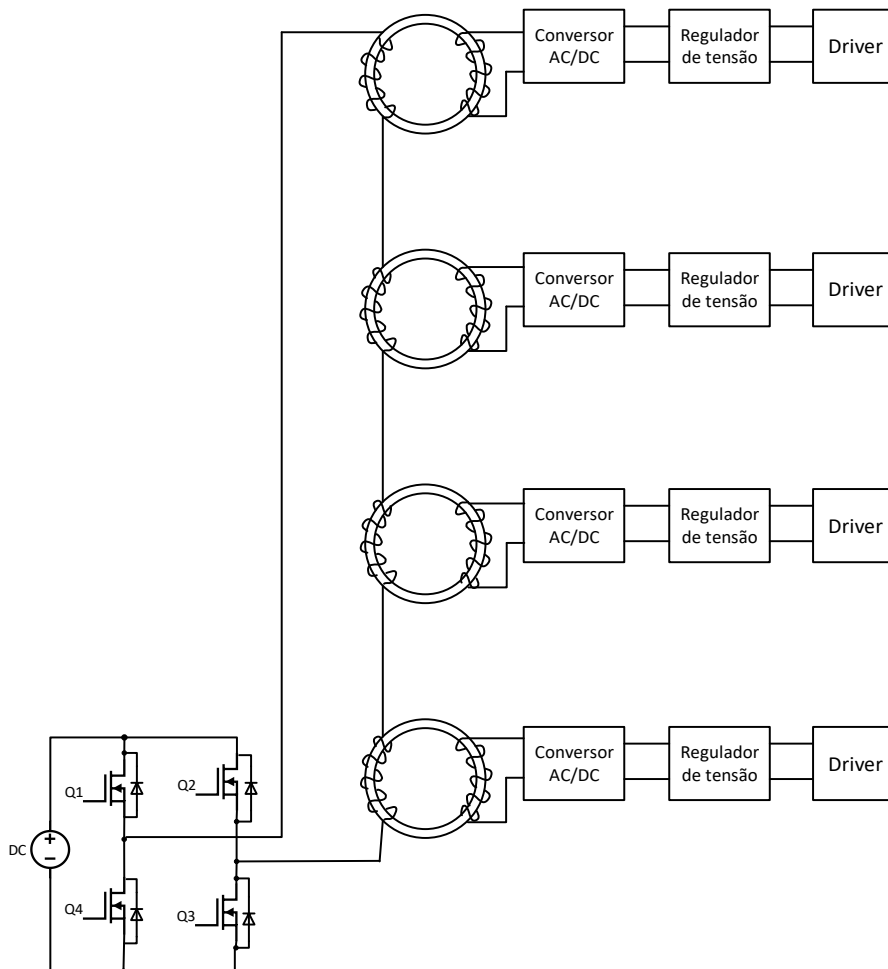 Conversor
AC/DC
Regulador
de tensão
Driver
Conversor
AC/DC
Regulador
de tensão
Driver
Conversor
AC/DC
Regulador
de tensão
Driver
Conversor
AC/DC
Regulador
de tensão
Driver
Q1
Q2
DC
+
−
Q4
Q3